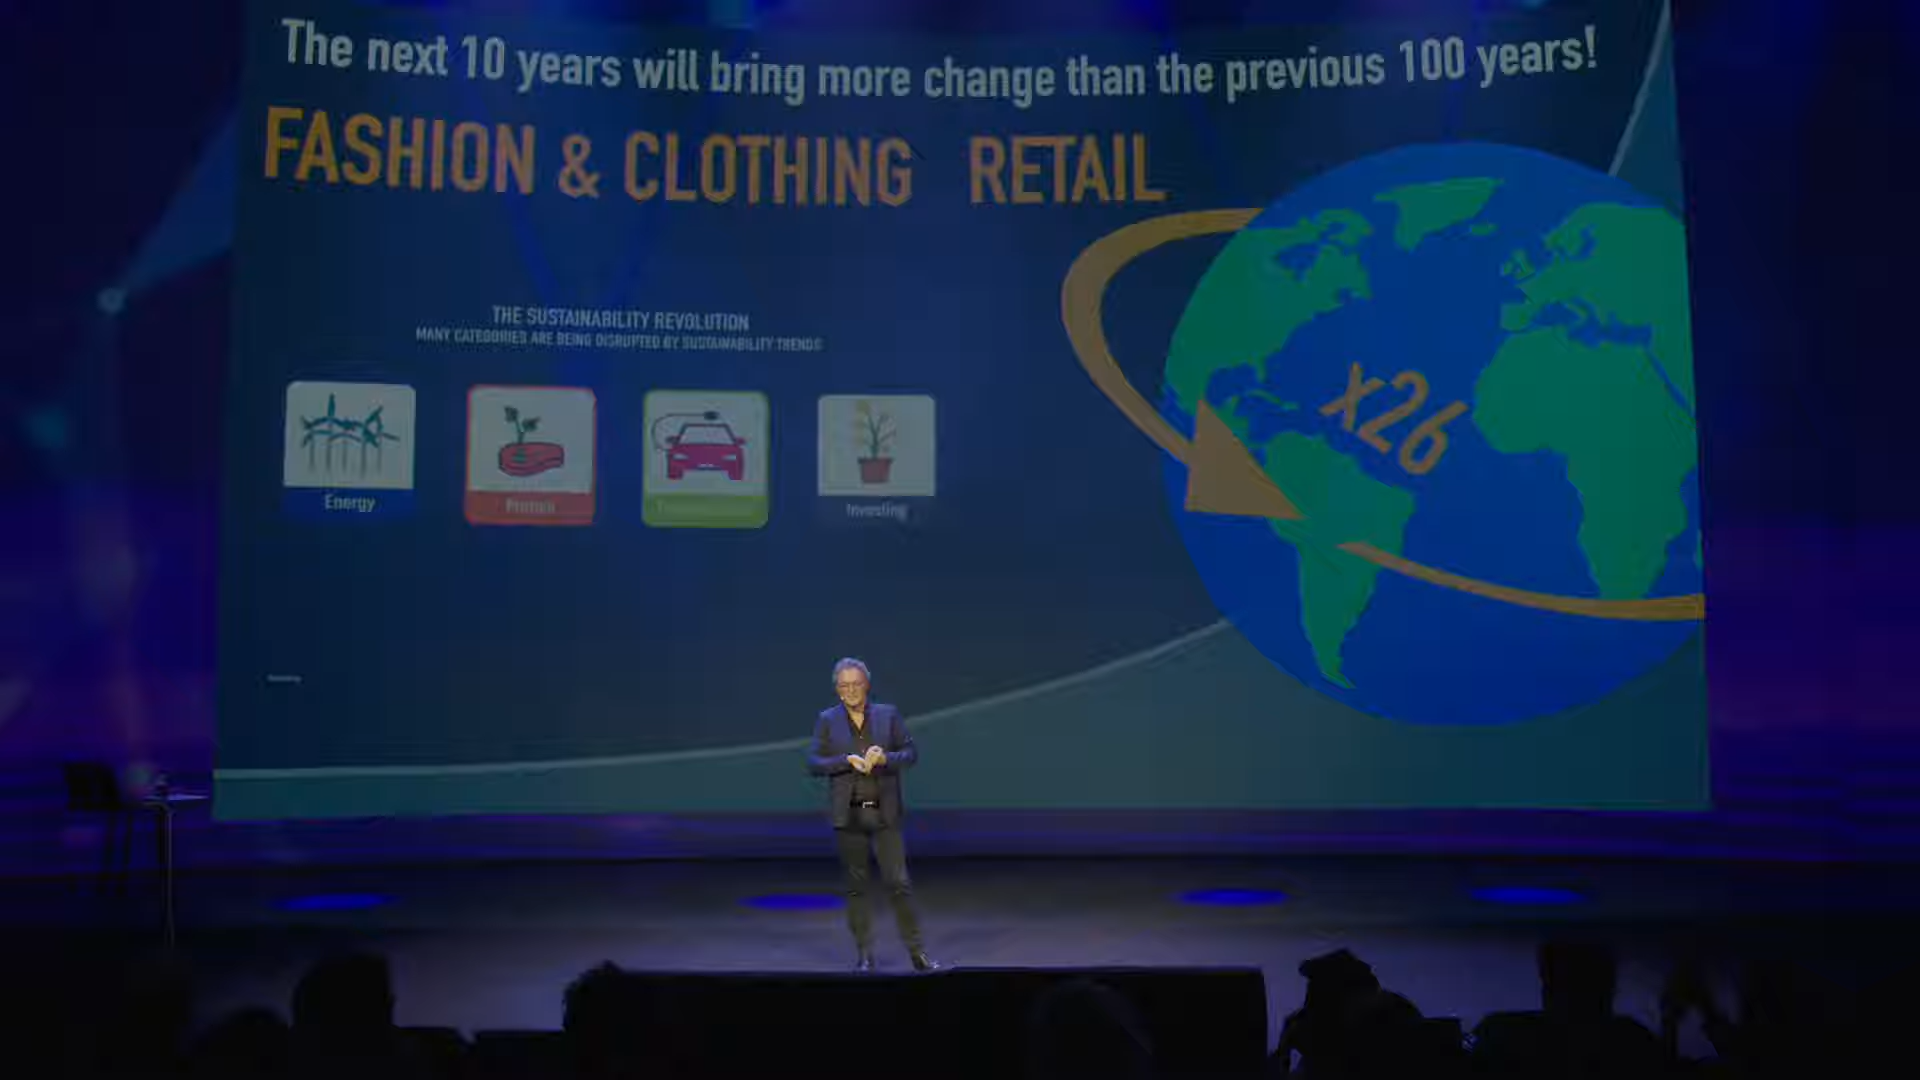 The next 10 years will bring more change than the previous 100 years!
FASHION & CLOTHING RETAIL
THE SUSTAINABILITY REVOLUTION
MANY CATEGORIES ARE BEING DISRUPTED BY SUSTAINABILITY TRENDS
x26
Energy
Protein
Investing